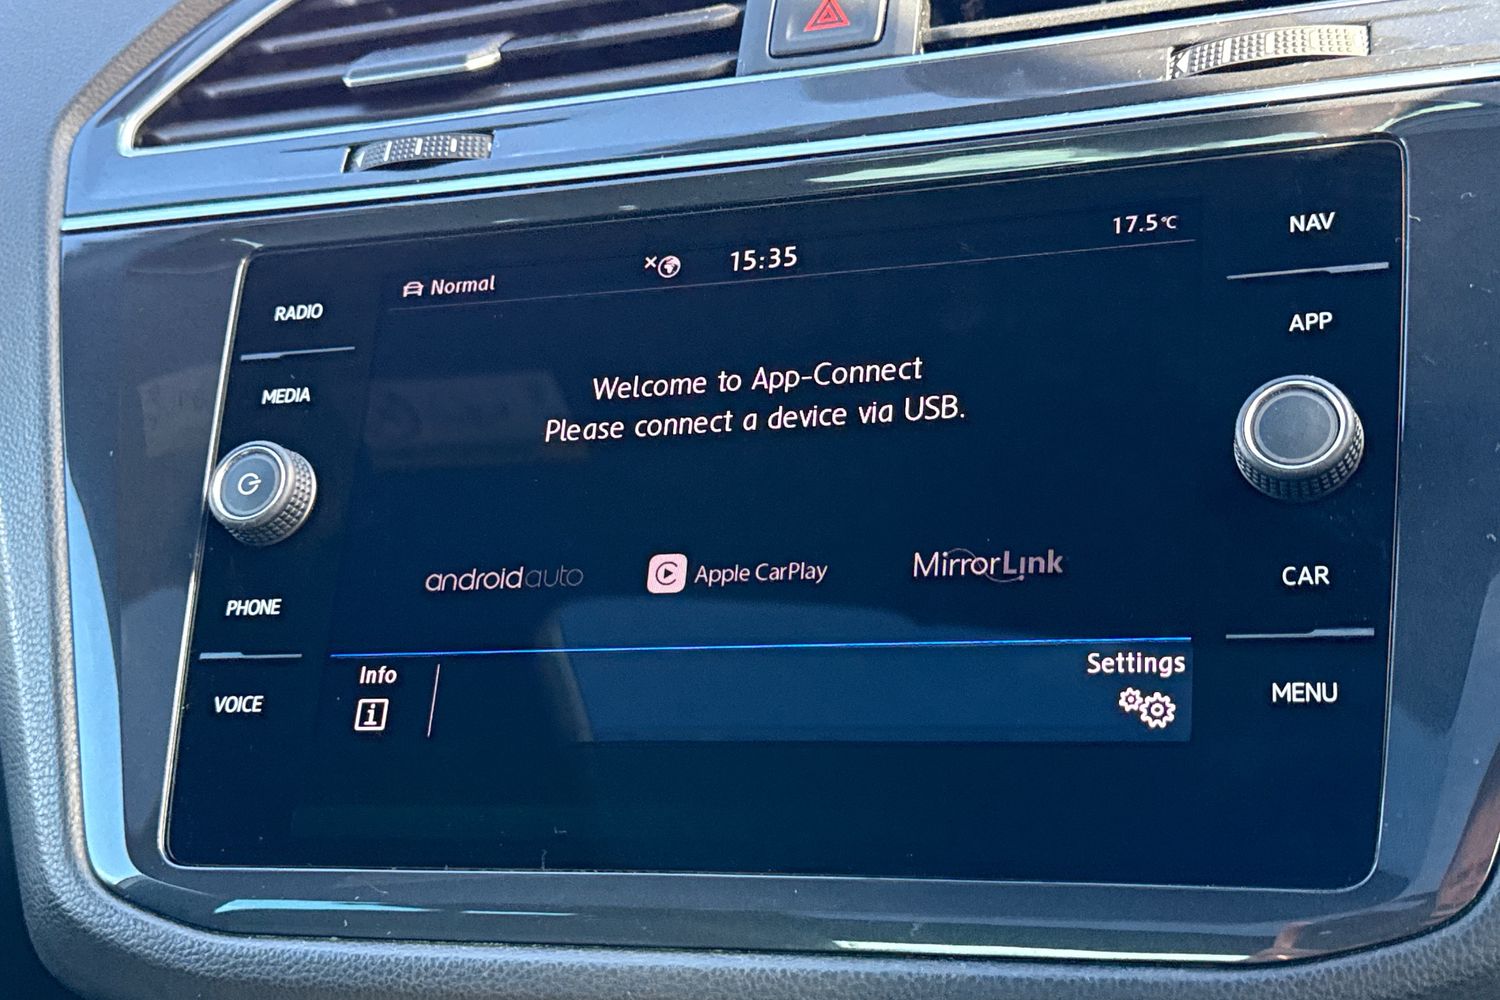 Normal
15:35
17.5°C
NAV
RADIO
APP
MEDIA
Welcome to App-Connect
Please connect a device via USB.
androidauto
Apple CarPlay
MirrorLink
CAR
PHONE
Info
Settings
VOICE
MENU